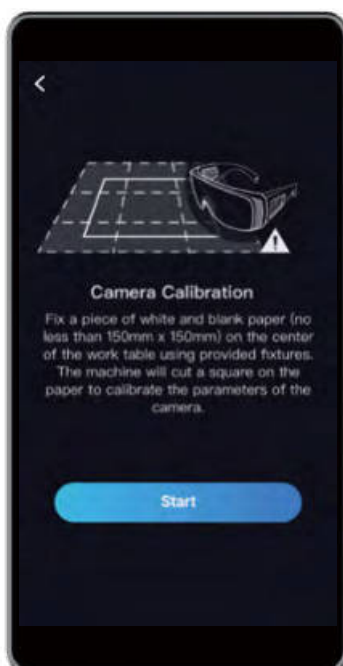 Camera Calibration
Fix a piece of white and blank paper (no
less than 150mm x 150mm) on the center
of the work table using provided fixtures.
The machine will cut a square on the
paper to calibrate the parameters of the
camera.
Start